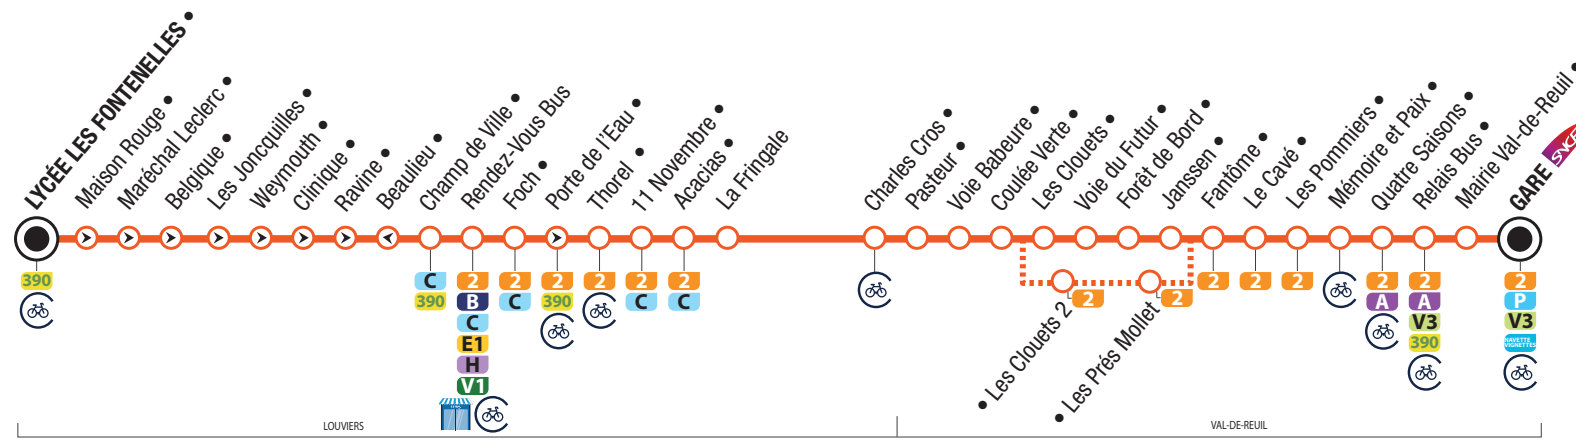 LYCÉE LES FONTENELLES •
Maison Rouge •
Maréchal Leclerc •
Belgique •
Les Joncquilles •
Weymouth •
Clinique •
Ravine •
Beaulieu •
Champ de Ville •
Rendez-Vous Bus
Foch •
Porte de l'Eau •
Thorel •
11 Novembre •
Acacias •
La Fringale
Charles Cros •
Pasteur •
Voie Babeure •
Coulée Verte •
Les Clouets •
Voie du Futur •
Forêt de Bord •
Janssen •
Fantôme •
Le Cavé •
Les Pommiers •
Mémoire et Paix •
Quatre Saisons •
Relais Bus •
Mairie Val-de-Reuil •
GARE SNCF
390
C
390
2
B
C
E1
H
V1
2
C
2
390
2
2
C
2
C
• Les Clouets 2
2
• Les Prés Mollet
2
2
2
2
2
A
2
A
V3
390
2
P
V3
NAVETTE
VIGNETTES
LOUVIERS
VAL-DE-REUIL